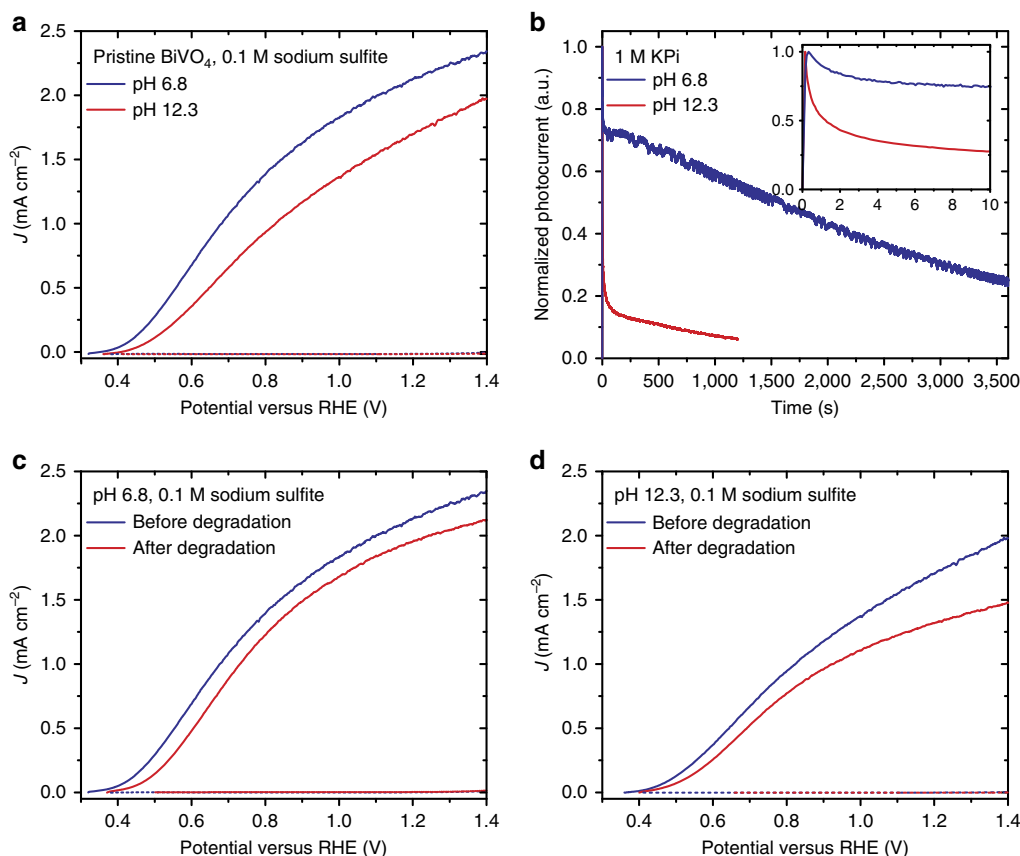 a
Pristine BiVO₄, 0.1 M sodium sulfite
pH 6.8
pH 12.3
2.5
2.0
1.5
1.0
0.5
0.0
J (mA cm⁻²)
0.4 0.6 0.8 1.0 1.2 1.4
Potential versus RHE (V)
b
1 M KPi
pH 6.8
pH 12.3
1.0
0.8
0.6
0.4
0.2
0.0
Normalized photocurrent (a.u.)
1.0
0.5
0.0
0 2 4 6 8 10
0 500 1,000 1,500 2,000 2,500 3,000 3,500
Time (s)
c
pH 6.8, 0.1 M sodium sulfite
Before degradation
After degradation
2.5
2.0
1.5
1.0
0.5
0.0
J (mA cm⁻²)
0.4 0.6 0.8 1.0 1.2 1.4
Potential versus RHE (V)
d
pH 12.3, 0.1 M sodium sulfite
Before degradation
After degradation
2.5
2.0
1.5
1.0
0.5
0.0
J (mA cm⁻²)
0.4 0.6 0.8 1.0 1.2 1.4
Potential versus RHE (V)